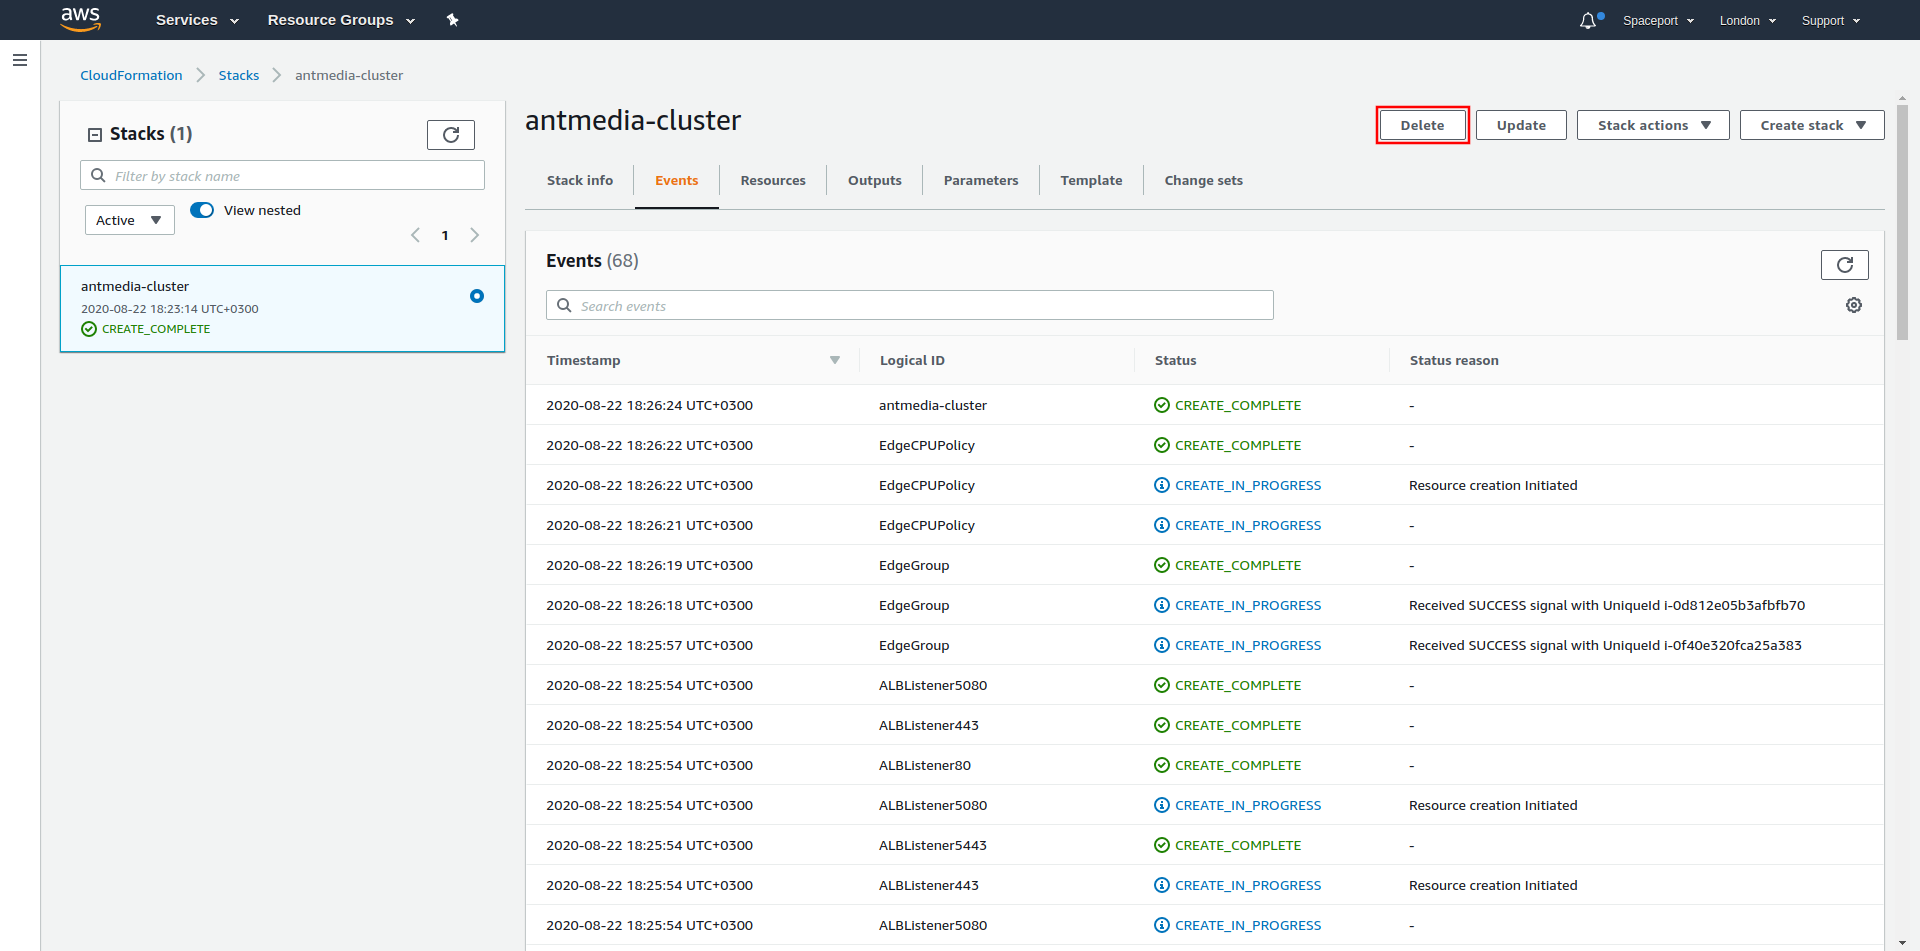 aws Services Resource Groups Spaceport London Support
CloudFormation Stacks antmedia-cluster
Stacks (1)
Filter by stack name
Active View nested
1
antmedia-cluster
2020-08-22 18:23:14 UTC+0300
CREATE_COMPLETE
antmedia-cluster
Delete Update Stack actions Create stack
Stack info Events Resources Outputs Parameters Template Change sets
Events (68)
Search events
Timestamp Logical ID Status Status reason
2020-08-22 18:26:24 UTC+0300 antmedia-cluster CREATE_COMPLETE -
2020-08-22 18:26:22 UTC+0300 EdgeCPUPolicy CREATE_COMPLETE -
2020-08-22 18:26:22 UTC+0300 EdgeCPUPolicy CREATE_IN_PROGRESS Resource creation Initiated
2020-08-22 18:26:21 UTC+0300 EdgeCPUPolicy CREATE_IN_PROGRESS -
2020-08-22 18:26:19 UTC+0300 EdgeGroup CREATE_COMPLETE -
2020-08-22 18:26:18 UTC+0300 EdgeGroup CREATE_IN_PROGRESS Received SUCCESS signal with UniqueId i-0d812e05b3afbfb70
2020-08-22 18:25:57 UTC+0300 EdgeGroup CREATE_IN_PROGRESS Received SUCCESS signal with UniqueId i-0f40e320fca25a383
2020-08-22 18:25:54 UTC+0300 ALBListener5080 CREATE_COMPLETE -
2020-08-22 18:25:54 UTC+0300 ALBListener443 CREATE_COMPLETE -
2020-08-22 18:25:54 UTC+0300 ALBListener80 CREATE_COMPLETE -
2020-08-22 18:25:54 UTC+0300 ALBListener5080 CREATE_IN_PROGRESS Resource creation Initiated
2020-08-22 18:25:54 UTC+0300 ALBListener5443 CREATE_COMPLETE -
2020-08-22 18:25:54 UTC+0300 ALBListener443 CREATE_IN_PROGRESS Resource creation Initiated
2020-08-22 18:25:54 UTC+0300 ALBListener5080 CREATE_IN_PROGRESS -